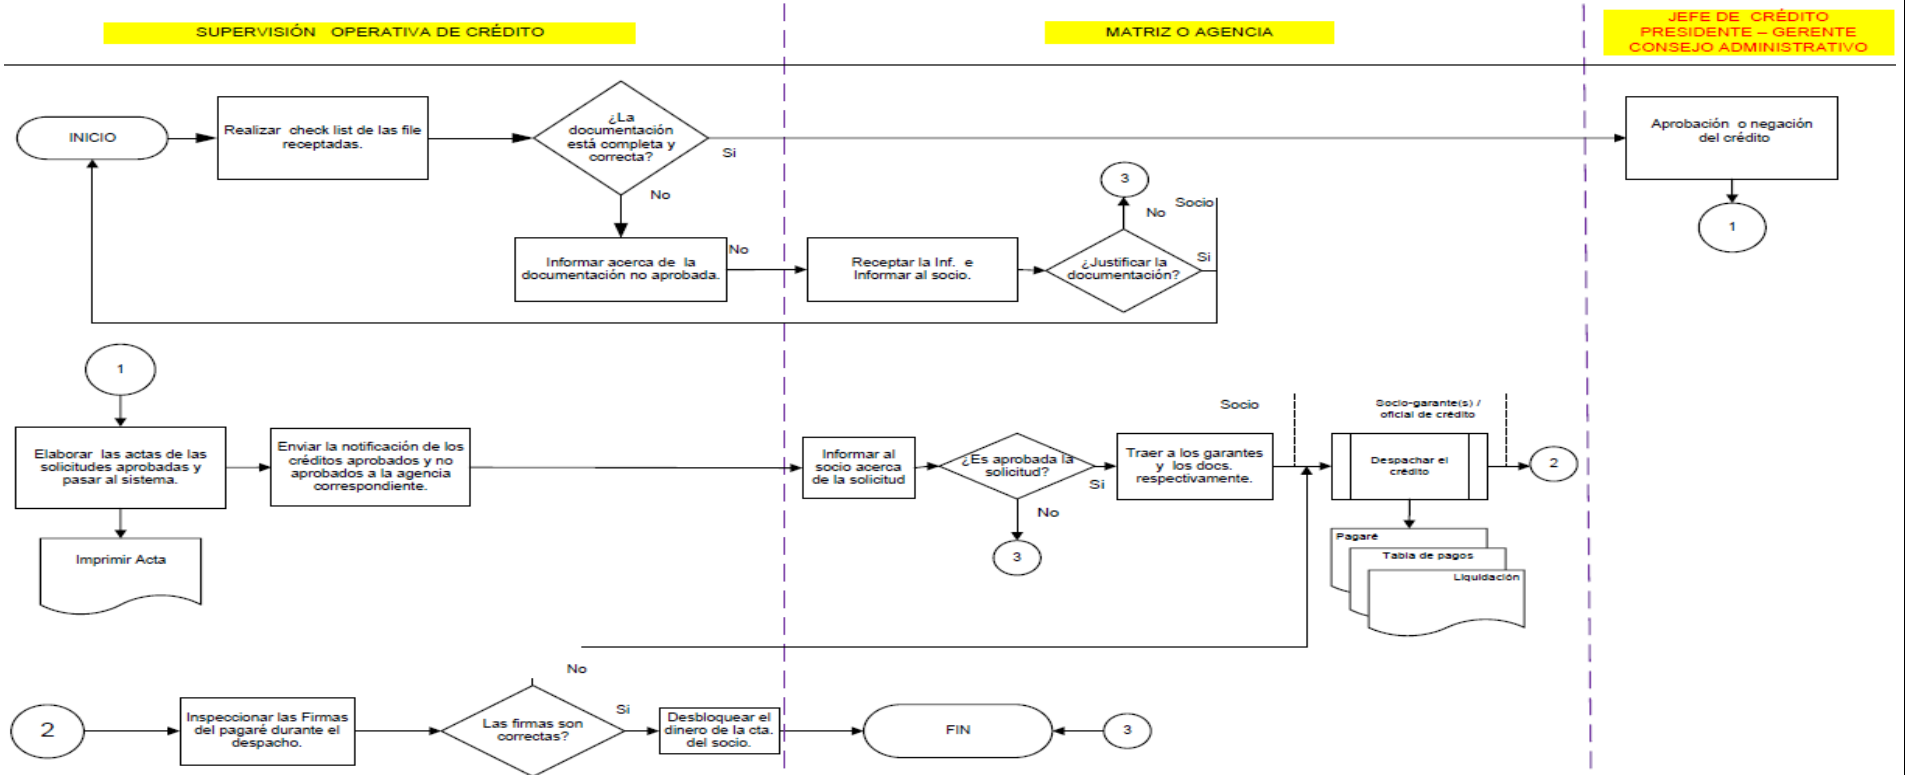 SUPERVISIÓN OPERATIVA DE CRÉDITO
MATRIZ O AGENCIA
JEFE DE CRÉDITO
PRESIDENTE – GERENTE
CONSEJO ADMINISTRATIVO
INICIO
Realizar check list de las file
receptadas.
¿La
documentación
está completa y
correcta?
Si
No
Aprobación o negación
del crédito
1
Informar acerca de la
documentación no aprobada.
No
Receptar la Inf. e
Informar al socio.
¿Justificar la
documentación?
No
3
Socio
Si
1
Elaborar las actas de las
solicitudes aprobadas y
pasar al sistema.
Imprimir Acta
Enviar la notificación de los
créditos aprobados y no
aprobados a la agencia
correspondiente.
Informar al
socio acerca
de la solicitud
¿Es aprobada la
solicitud?
Si
No
3
Traer a los garantes
y los docs.
respectivamente.
Socio
Socio-garante(s) /
oficial de crédito
Despachar el
crédito
2
Pagaré
Tabla de pagos
Liquidación
2
Inspeccionar las Firmas
del pagaré durante el
despacho.
No
Las firmas son
correctas?
Si
Desbloquear el
dinero de la cta.
del socio.
FIN
3